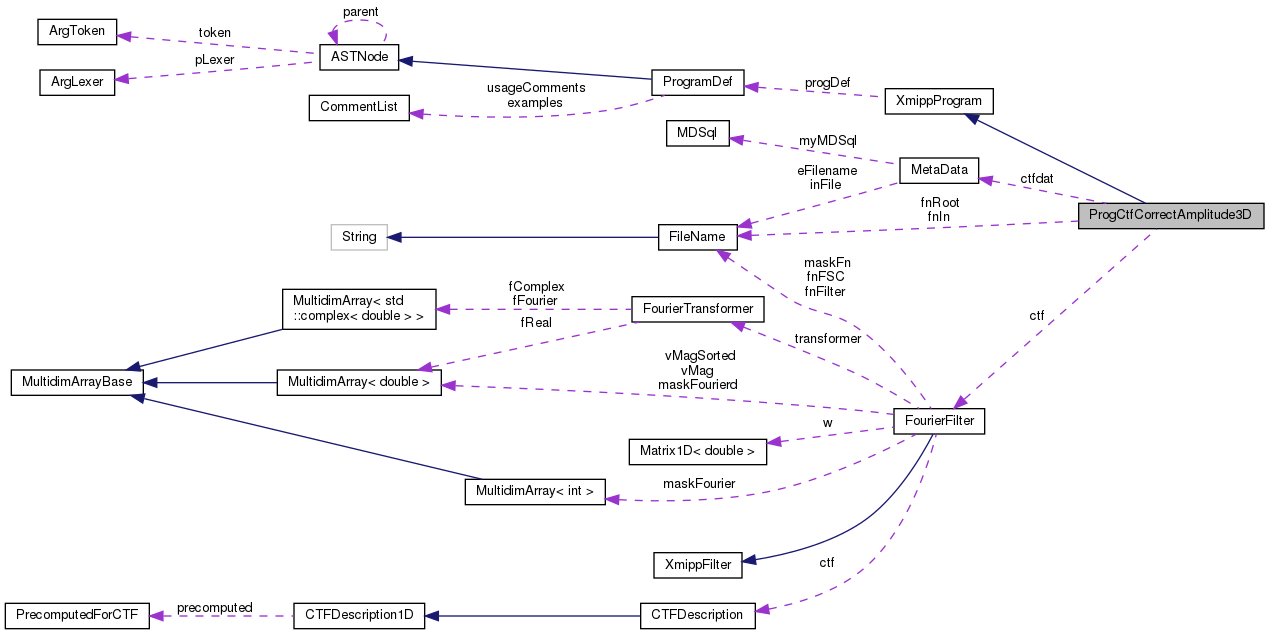 parent
ArgToken
token
ASTNode
pLexer
ArgLexer
ProgramDef
progDef
usageComments
examples
XmippProgram
CommentList
MDSql
myMDSql
MetaData
eFilename
inFile
ctfdat
fnRoot
fnIn
ProgCtfCorrectAmplitude3D
String
FileName
maskFn
fnFSC
fnFilter
MultidimArray< std
::complex< double > >
fComplex
fFourier
FourierTransformer
fReal
ctf
transformer
vMagSorted
vMag
maskFourierd
MultidimArrayBase
MultidimArray< double >
FourierFilter
w
Matrix1D< double >
MultidimArray< int >
maskFourier
XmippFilter
ctf
PrecomputedForCTF
precomputed
CTFDescription1D
CTFDescription